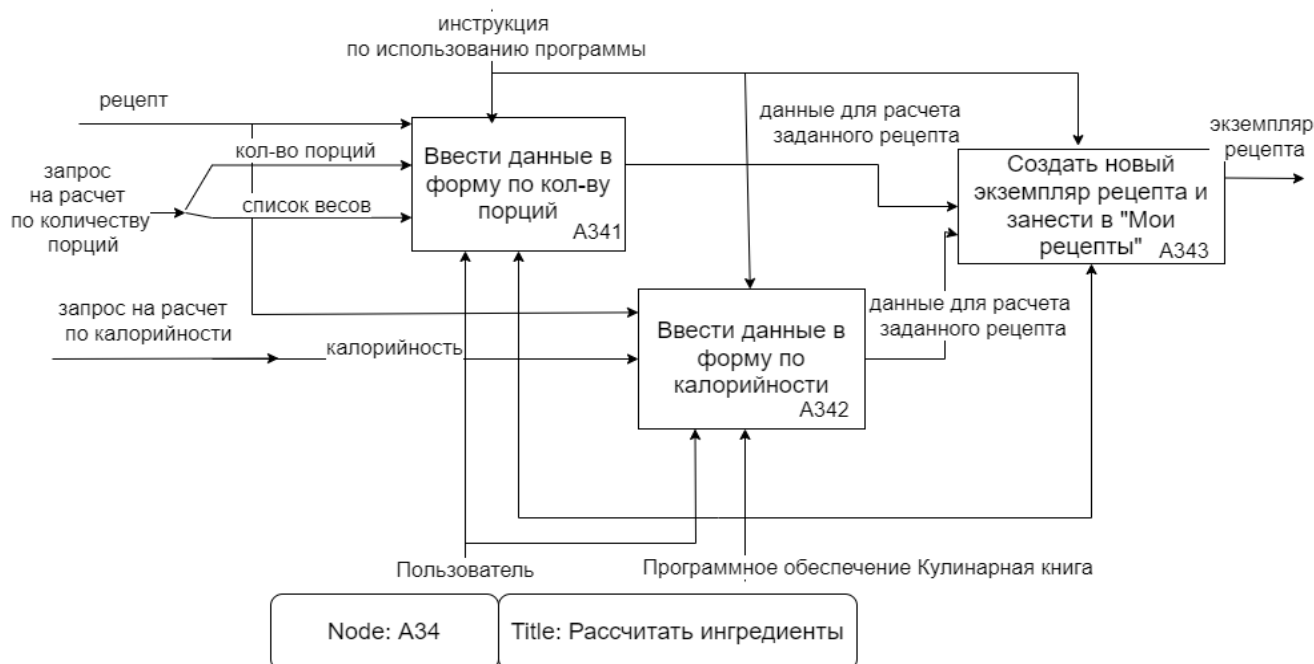 инструкция
по использованию программы
рецепт
кол-во порций
запрос
на расчет
по количеству
порций
список весов
Ввести данные в
форму по кол-ву
порций
A341
данные для расчета
заданного рецепта
экземпляр
рецепта
Создать новый
экземпляр рецепта и
занести в "Мои
рецепты"
A343
запрос на расчет
по калорийности
калорийность
Ввести данные в
форму по
калорийности
A342
данные для расчета
заданного рецепта
Пользователь
Программное обеспечение Кулинарная книга
Node: A34
Title: Рассчитать ингредиенты